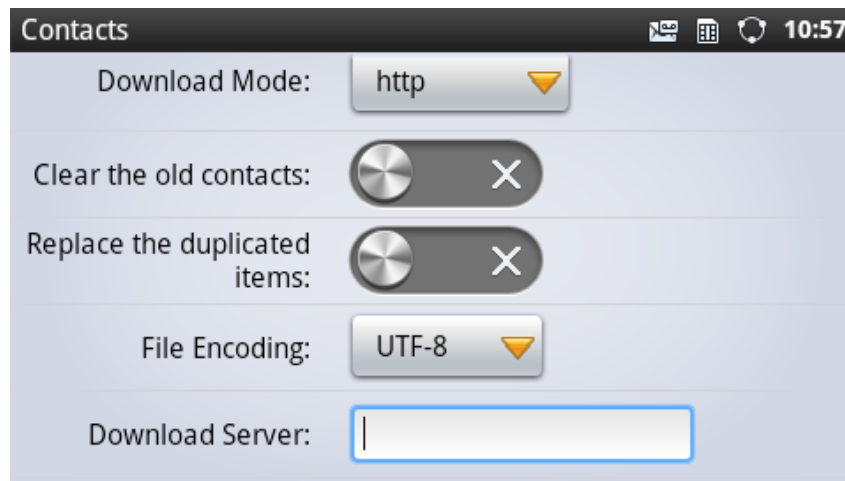 Contacts 10:57
Download Mode: http
Clear the old contacts:
Replace the duplicated
items:
File Encoding: UTF-8
Download Server: